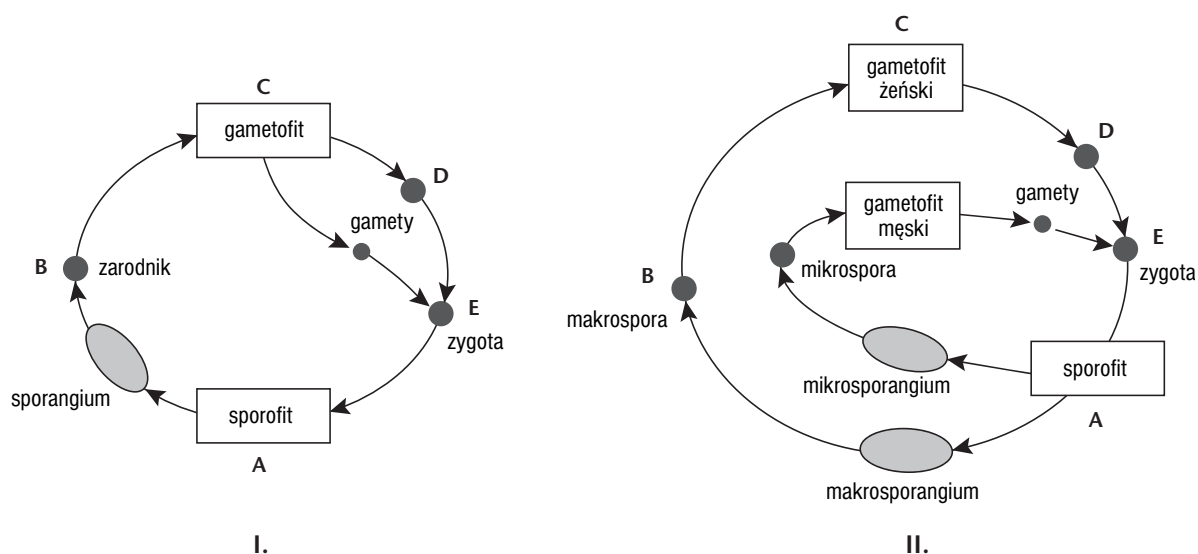 C
gametofit
D
gamety
B
zarodnik
E
zygota
sporangium
sporofit
A
I.
C
gametofit
żeński
D
gametofit
męski
gamety
E
zygota
mikrospora
B
makrospora
mikrosporangium
sporofit
A
makrosporangium
II.